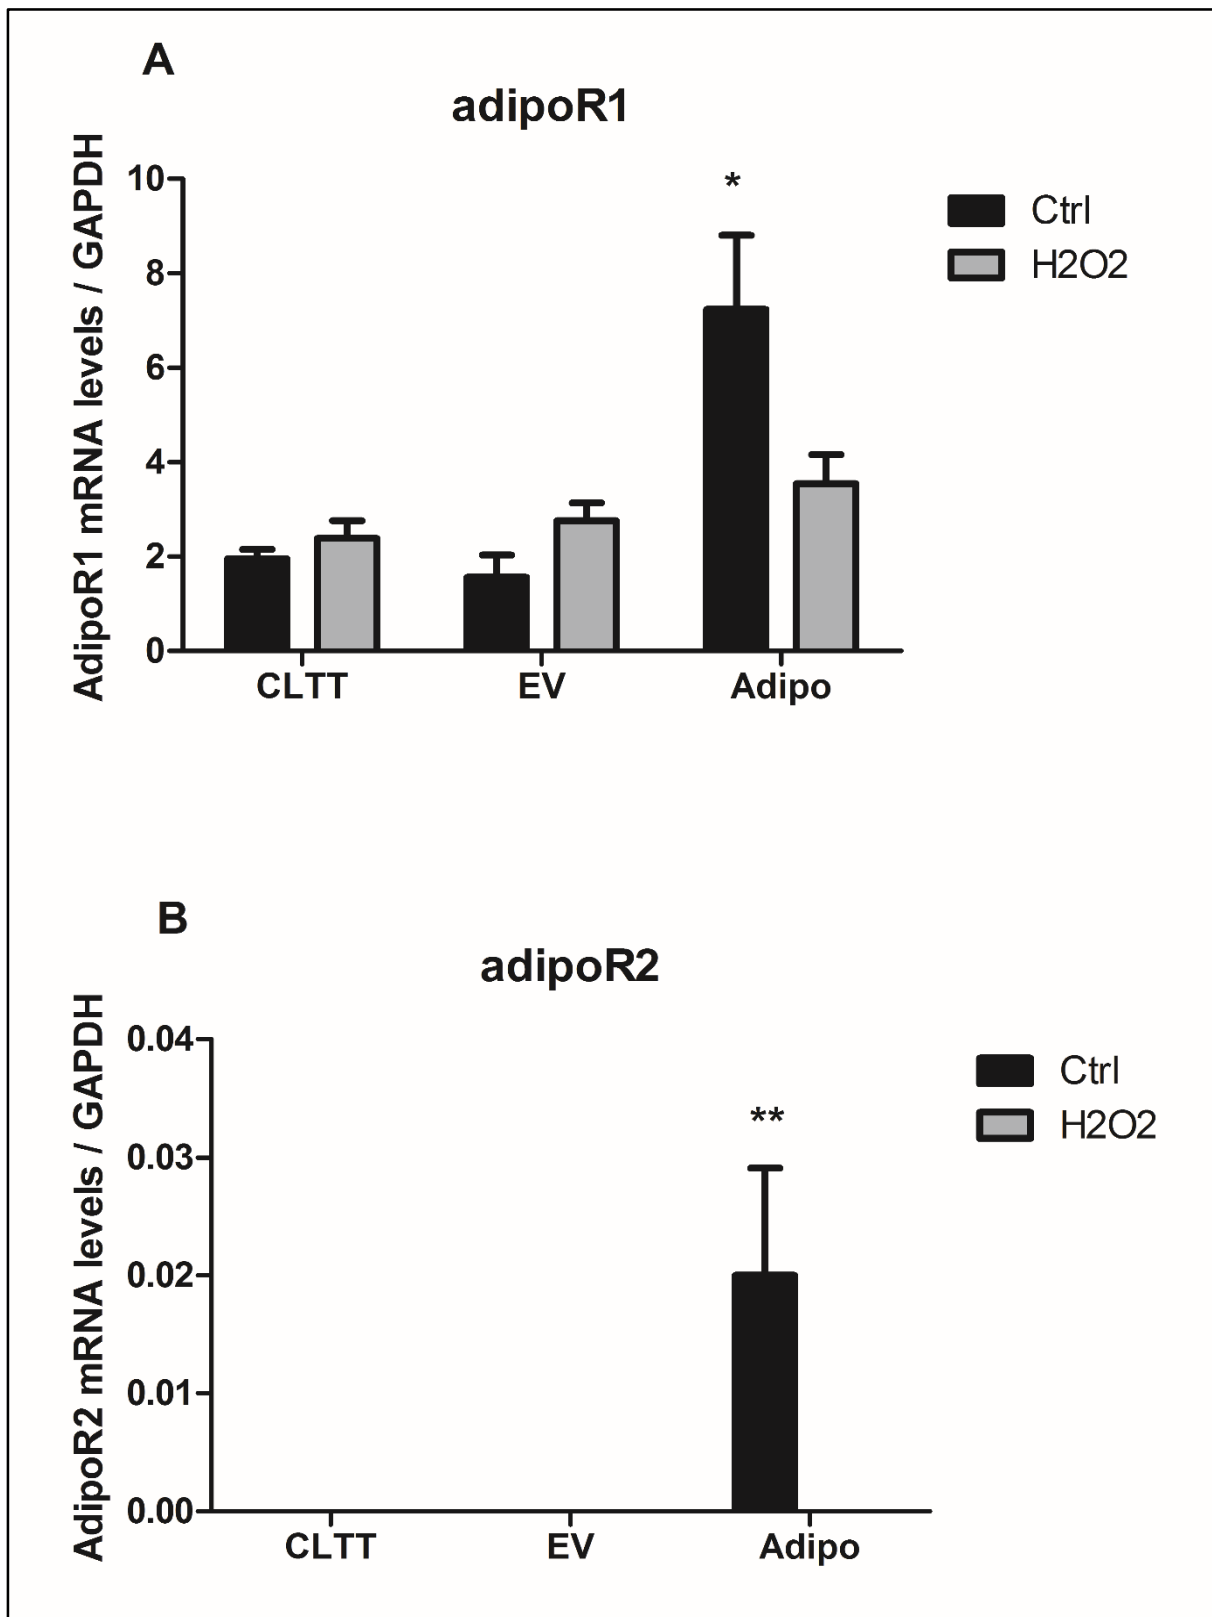 A
adipoR1
AdipoR1 mRNA levels / GAPDH
10
8
6
4
2
0
*
Ctrl
H2O2
CLTT EV Adipo
B
adipoR2
AdipoR2 mRNA levels / GAPDH
0.04
0.03
0.02
0.01
0.00
**
Ctrl
H2O2
CLTT EV Adipo